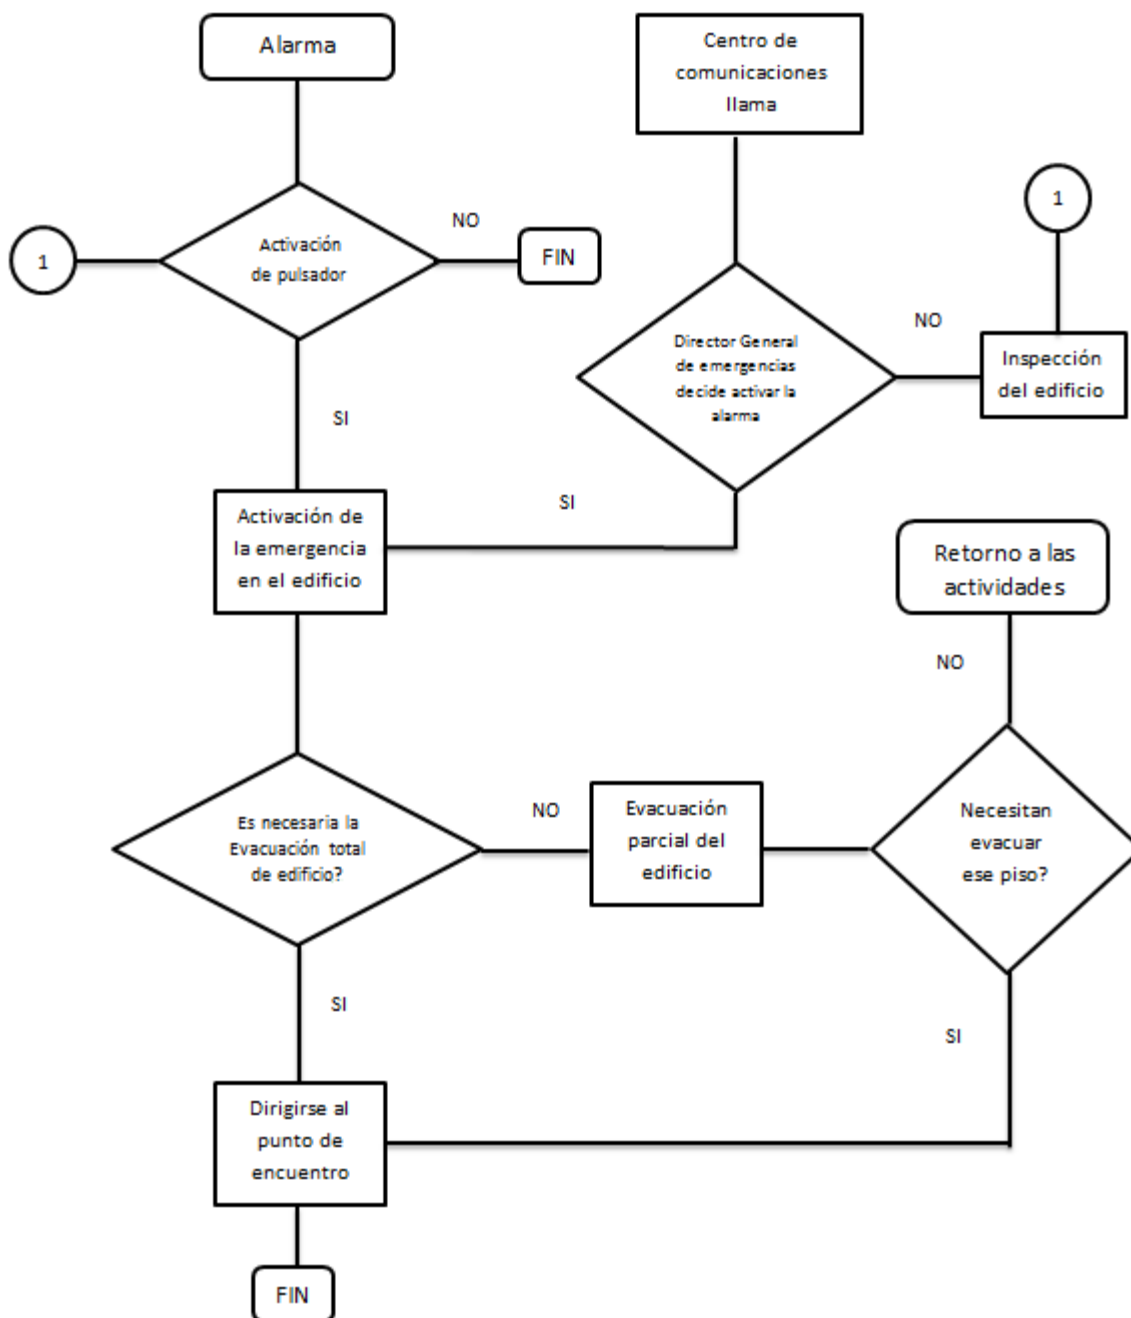 Alarma
Centro de
comunicaciones
llama
1
NO
Activación
de pulsador
1
FIN
NO
Director General
de emergencias
decide activar la
alarma
Inspección
del edificio
SI
SI
Activación de
la emergencia
en el edificio
Retorno a las
actividades
NO
Es necesaria la
Evacuación total
de edificio?
NO
Evacuación
parcial del
edificio
Necesitan
evacuar
ese piso?
SI
SI
Dirigirse al
punto de
encuentro
FIN